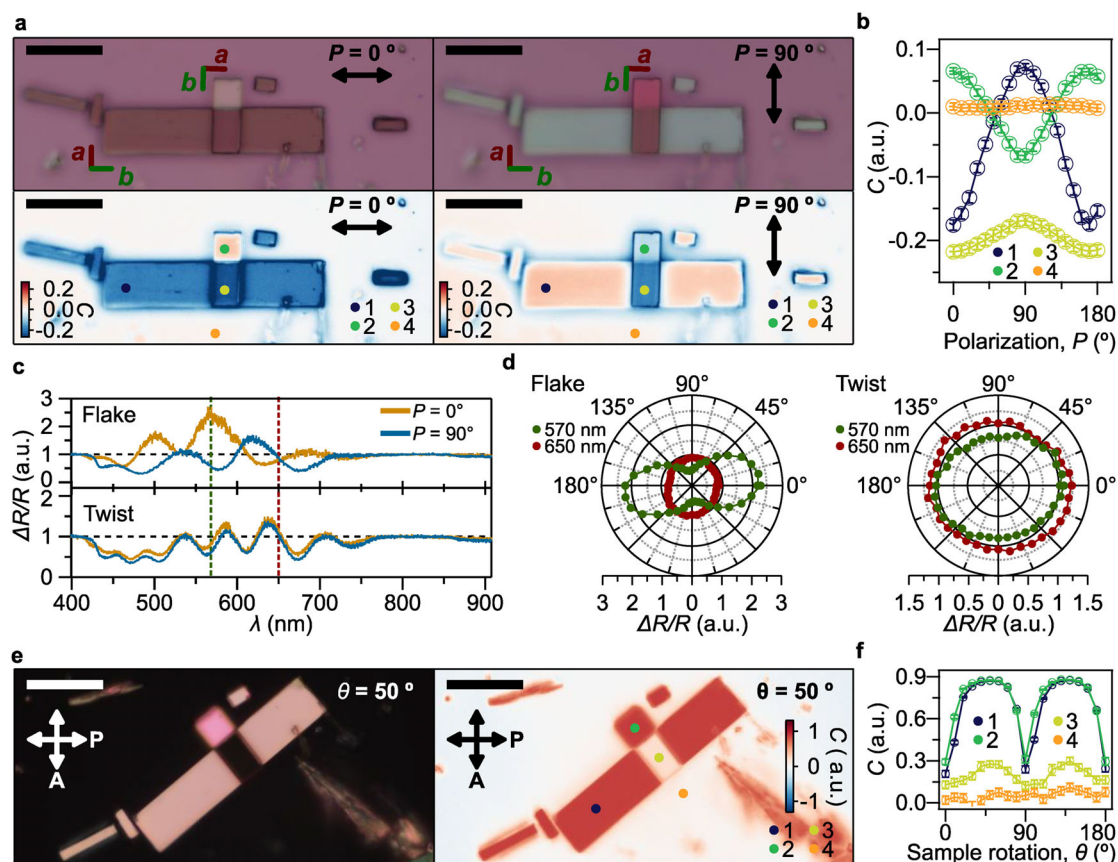 a
P = 0 º
P = 90 º
a
b
a
b
a
b
a
b
P = 0 º
P = 90 º
0.2
0.0
-0.2
C
1 3
2 4
0.2
0.0
-0.2
C
1 3
2 4
b
0.1
0.0
-0.1
-0.2
C (a.u.)
1 3
2 4
0 90 180
Polarization, P (º)
c
Flake
P = 0°
P = 90°
3
2
1
0
Twist
2
1
0
ΔR/R (a.u.)
400 500 600 700 800 900
λ (nm)
d
Flake
570 nm
650 nm
90°
135° 45°
180° 0°
3 2 1 0 1 2 3
ΔR/R (a.u.)
Twist
570 nm
650 nm
90°
135° 45°
180° 0°
1.5 1 0.5 0 0.5 1 1.5
ΔR/R (a.u.)
e
θ = 50 º
P
A
θ = 50 º
P
A
1
0
-1
C (a.u.)
1 3
2 4
f
0.9
0.6
0.3
0.0
C (a.u.)
1 3
2 4
0 90 180
Sample rotation, θ (º)